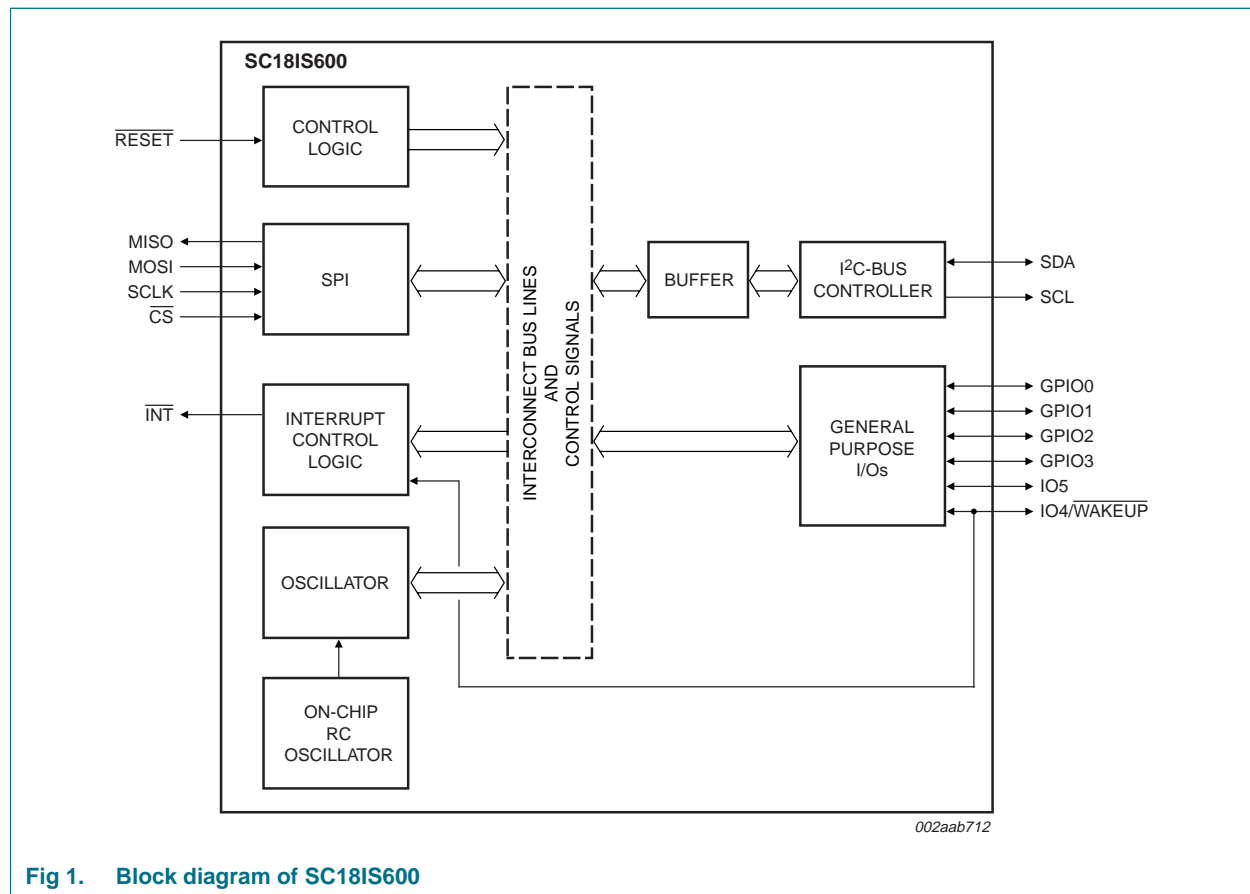 SC18IS600
RESET
CONTROL
LOGIC
MISO
MOSI
SCLK
CS
SPI
INT
INTERRUPT
CONTROL
LOGIC
OSCILLATOR
ON-CHIP
RC
OSCILLATOR
INTERCONNECT BUS LINES
AND
CONTROL SIGNALS
BUFFER
I²C-BUS
CONTROLLER
SDA
SCL
GENERAL
PURPOSE
I/Os
GPIO0
GPIO1
GPIO2
GPIO3
IO5
IO4/WAKEUP
002aab712
Fig 1. Block diagram of SC18IS600